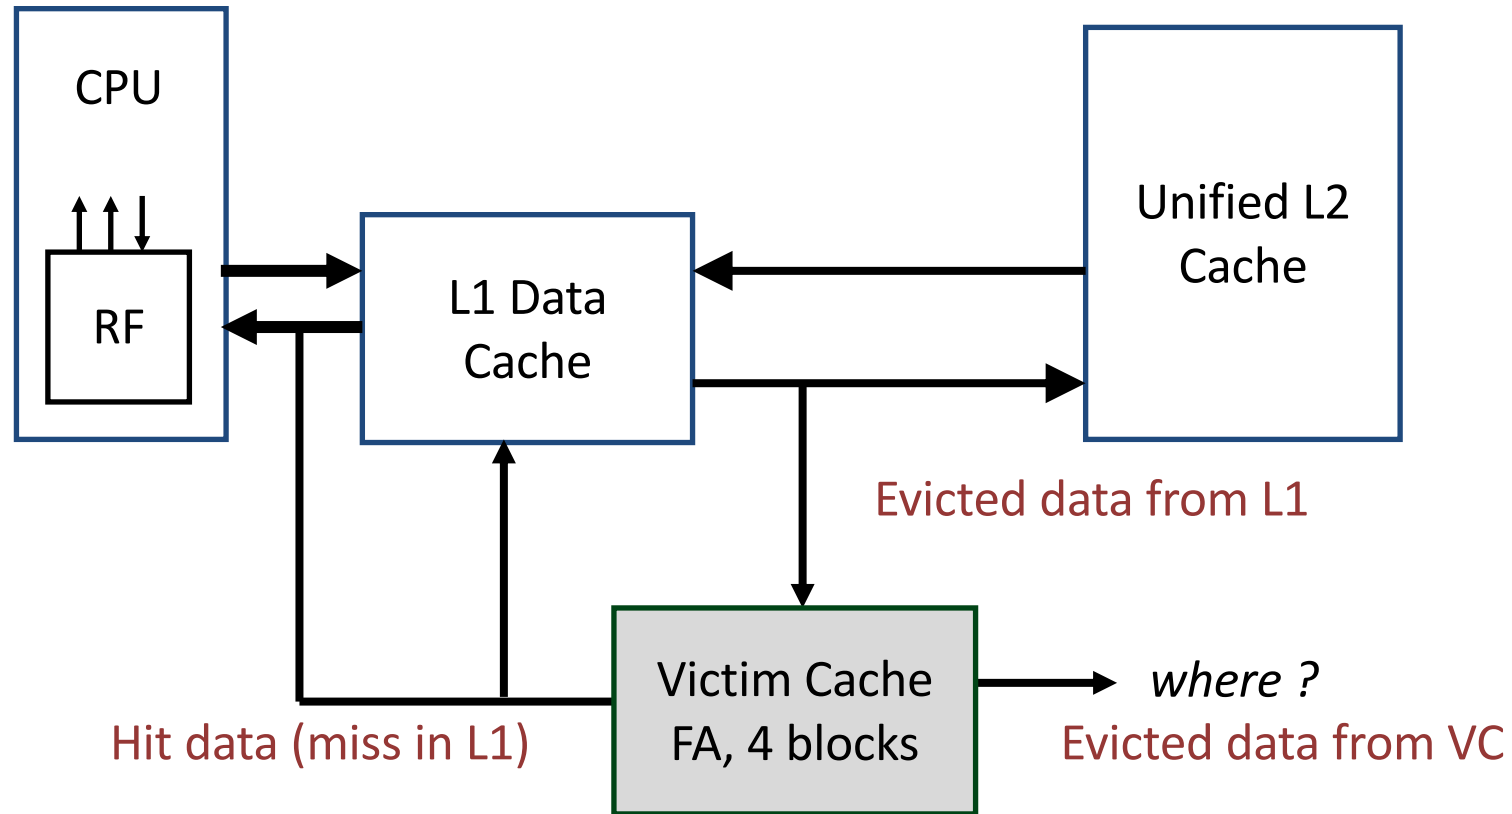 CPU
RF
L1 Data
Cache
Unified L2
Cache
Evicted data from L1
Victim Cache
FA, 4 blocks
where ?
Hit data (miss in L1)
Evicted data from VC